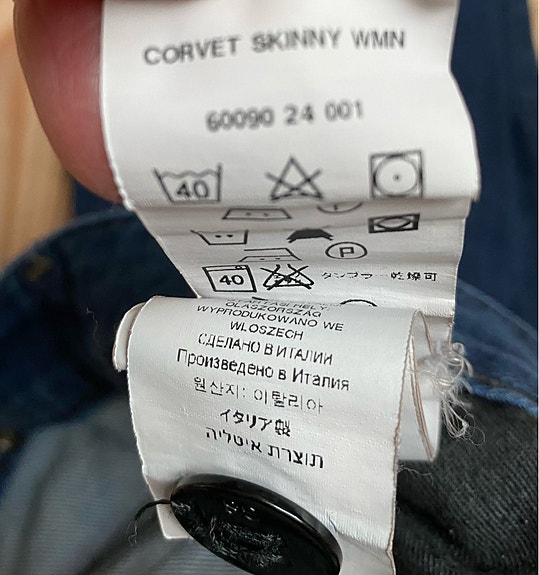 CORVET SKINNY WMN
60090 24 001
40
40 タンブラー乾燥可
OLASZORSZÁG
WYPRODUKOWANO WE
WLOSZECH
СДЕЛАНО В ИТАЛИИ
Произведено в Италия
원산지: 이탈리아
イタリア製
תוצרת איטליה